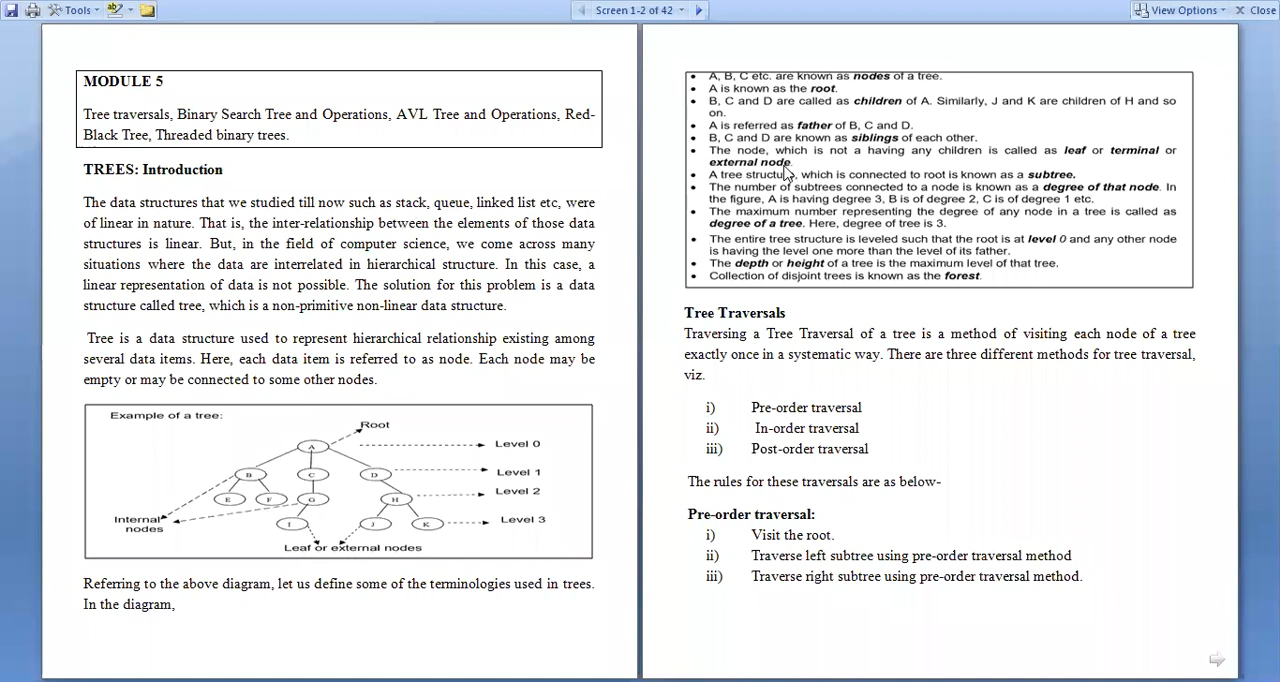 Tools
Screen 1-2 of 42
View Options
Close
MODULE 5
Tree traversals, Binary Search Tree and Operations, AVL Tree and Operations, Red-
Black Tree, Threaded binary trees.
TREES: Introduction
The data structures that we studied till now such as stack, queue, linked list etc, were
of linear in nature. That is, the inter-relationship between the elements of those data
structures is linear. But, in the field of computer science, we come across many
situations where the data are interrelated in hierarchical structure. In this case, a
linear representation of data is not possible. The solution for this problem is a data
structure called tree, which is a non-primitive non-linear data structure.
Tree is a data structure used to represent hierarchical relationship existing among
several data items. Here, each data item is referred to as node. Each node may be
empty or may be connected to some other nodes.
Example of a tree:
Root
A
Level 0
B
C
D
Level 1
E
F
G
H
Level 2
I
J
K
Level 3
Internal
nodes
Leaf or external nodes
Referring to the above diagram, let us define some of the terminologies used in trees.
In the diagram,
• A, B, C etc. are known as nodes of a tree.
• A is known as the root.
• B, C and D are called as children of A. Similarly, J and K are children of H and so
on.
• A is referred as father of B, C and D.
• B, C and D are known as siblings of each other.
• The node, which is not a having any children is called as leaf or terminal or
external node.
• A tree structure, which is connected to root is known as a subtree.
• The number of subtrees connected to a node is known as a degree of that node. In
the figure, A is having degree 3, B is of degree 2, C is of degree 1 etc.
• The maximum number representing the degree of any node in a tree is called as
degree of a tree. Here, degree of tree is 3.
• The entire tree structure is leveled such that the root is at level 0 and any other node
is having the level one more than the level of its father.
• The depth or height of a tree is the maximum level of that tree.
• Collection of disjoint trees is known as the forest.
Tree Traversals
Traversing a Tree Traversal of a tree is a method of visiting each node of a tree
exactly once in a systematic way. There are three different methods for tree traversal,
viz.
i) Pre-order traversal
ii) In-order traversal
iii) Post-order traversal
The rules for these traversals are as below-
Pre-order traversal:
i) Visit the root.
ii) Traverse left subtree using pre-order traversal method
iii) Traverse right subtree using pre-order traversal method.